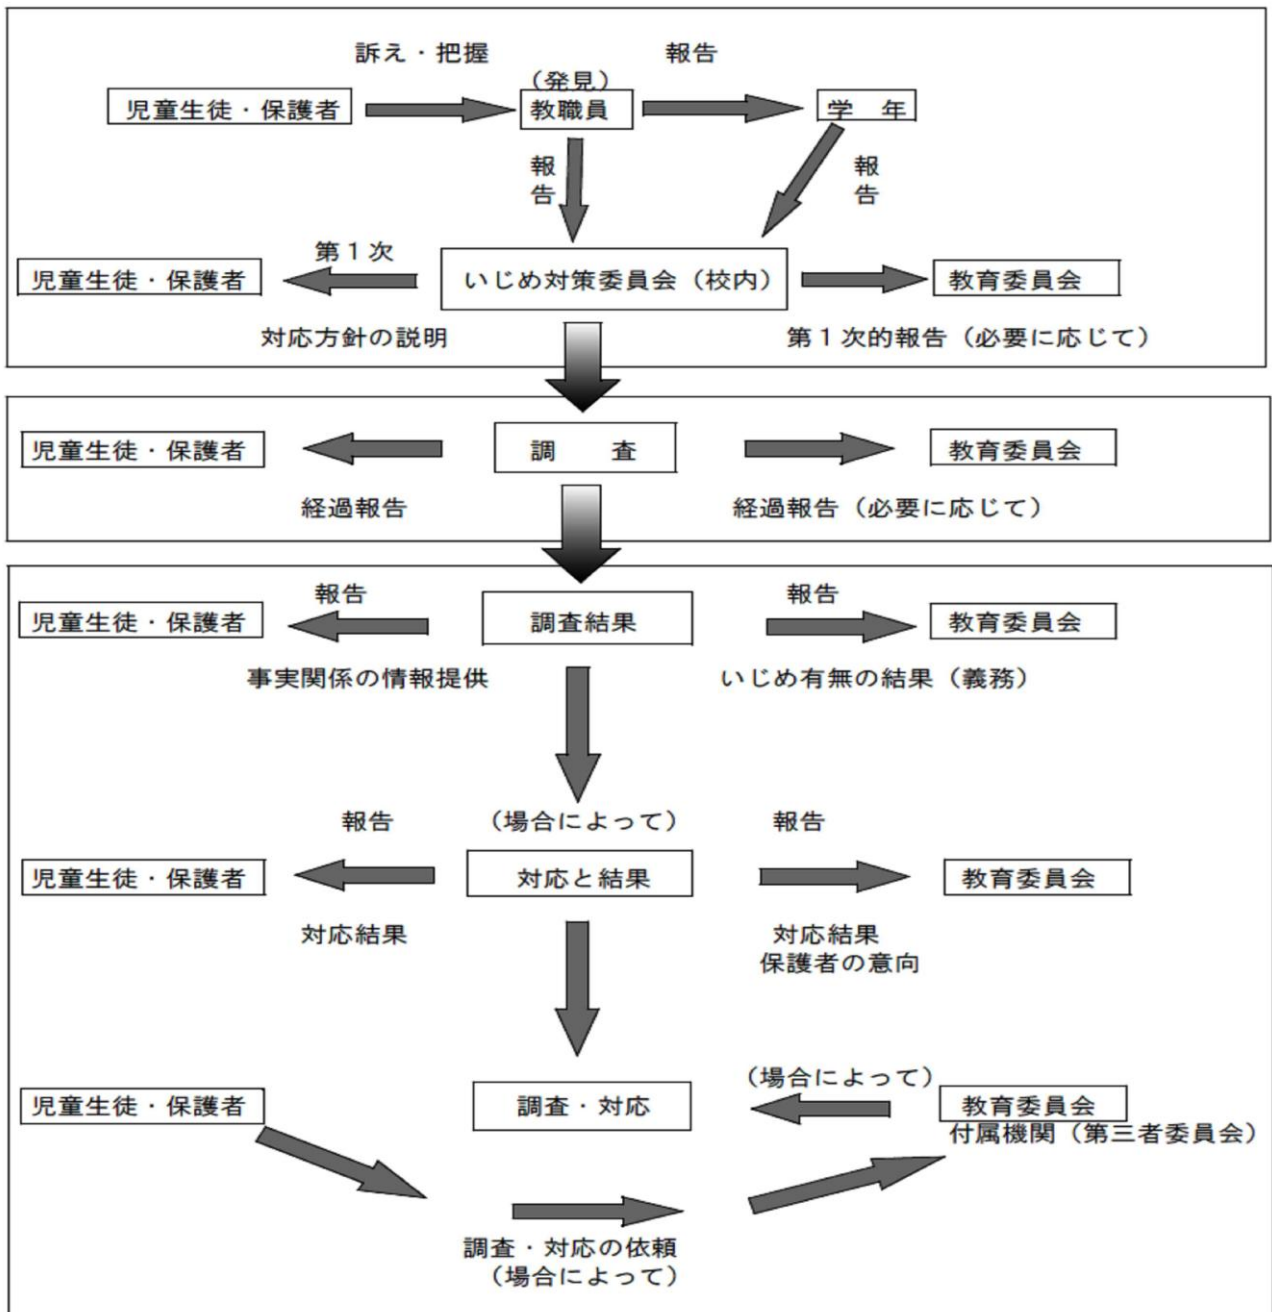 訴え・把握
報告
(発見)
児童生徒・保護者
教職員
学　年
報告
報告
第1次
児童生徒・保護者
いじめ対策委員会(校内)
教育委員会
対応方針の説明
第1次的報告(必要に応じて)
児童生徒・保護者
調　査
教育委員会
経過報告
経過報告(必要に応じて)
報告
報告
児童生徒・保護者
調査結果
教育委員会
事実関係の情報提供
いじめ有無の結果(義務)
報告
(場合によって)
報告
児童生徒・保護者
対応と結果
教育委員会
対応結果
対応結果
保護者の意向
(場合によって)
児童生徒・保護者
調査・対応
教育委員会
付属機関(第三者委員会)
調査・対応の依頼
(場合によって)